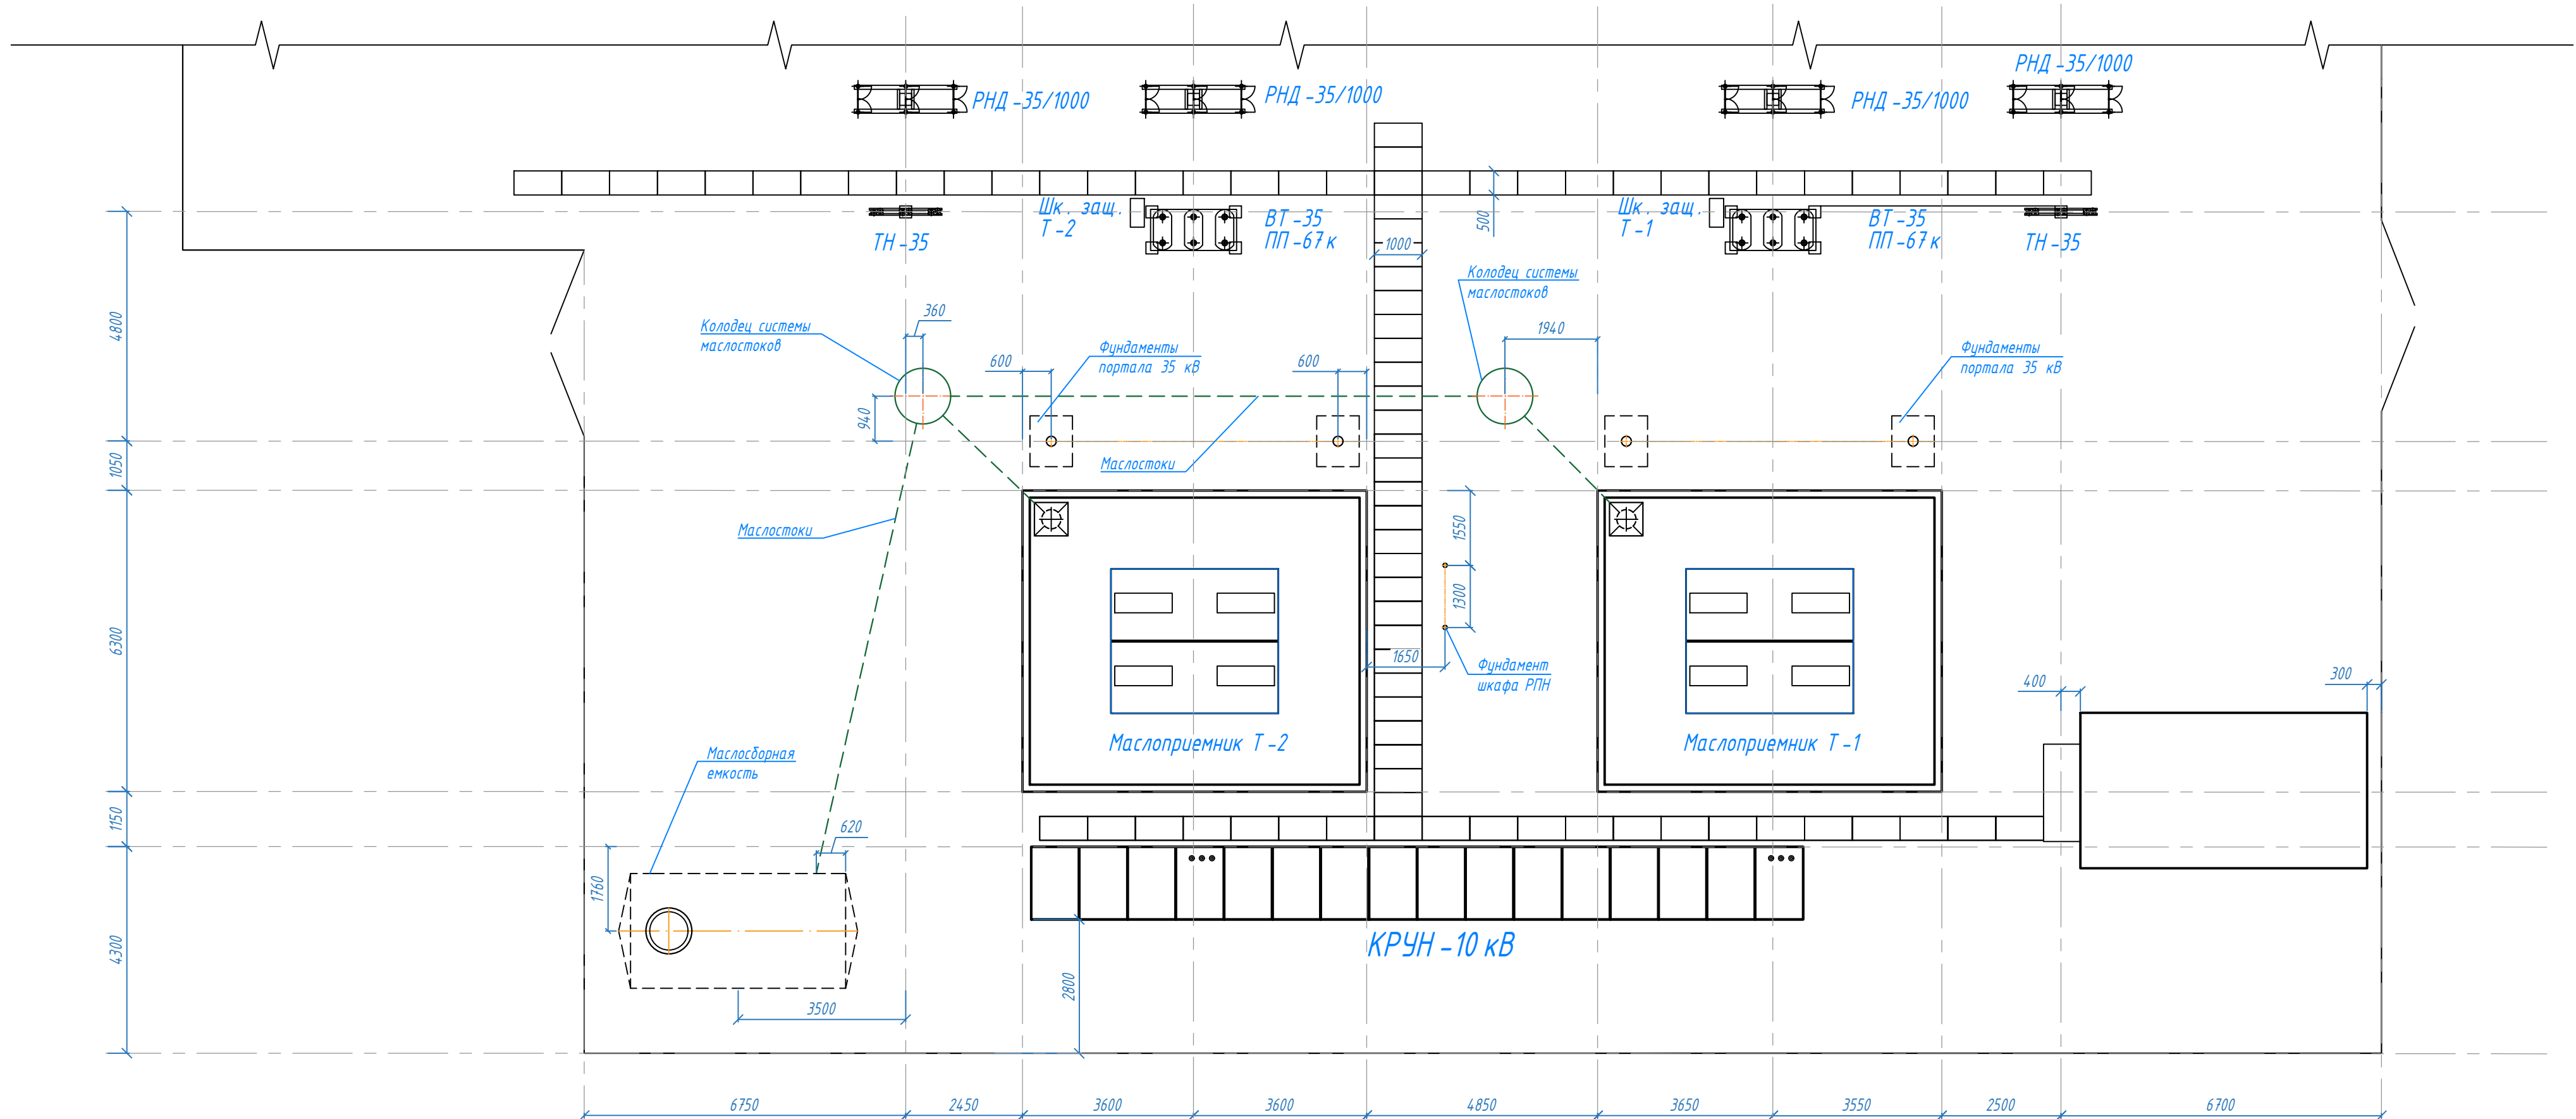 РНД-35/1000
РНД-35/1000
РНД-35/1000
РНД-35/1000
500
Шк. защ.
Т-2
ВТ-35
ПП-67к
ТН-35
1000
Шк. защ.
Т-1
ВТ-35
ПП-67к
ТН-35
Колодец системы
маслостоков
360
Колодец системы
маслостоков
1940
600
Фундаменты
портала 35 кВ
600
Фундаменты
портала 35 кВ
940
4800
1050
6300
1150
4300
Маслостоки
Маслостоки
1550
1300
1650
Фундамент
шкафа РПН
400
300
Маслоприемник Т-2
Маслоприемник Т-1
Маслосборная
емкость
620
1760
3500
2800
КРУН-10 кВ
6750
2450
3600
3600
4850
3650
3550
2500
6700